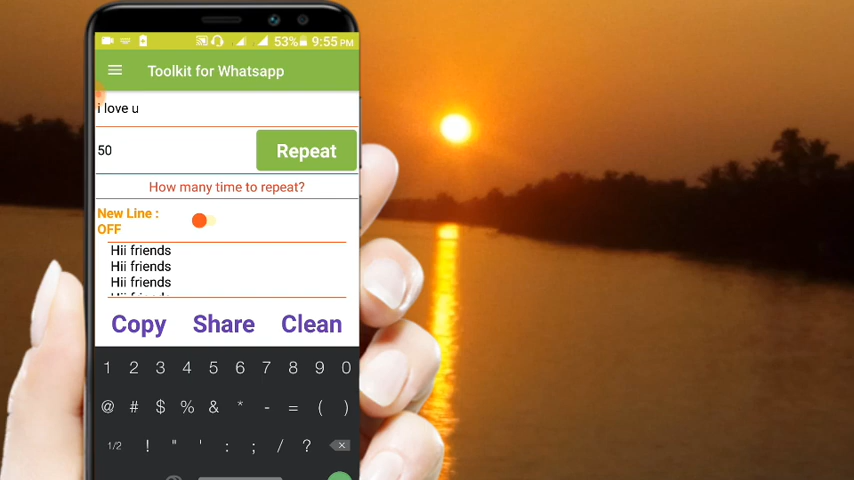 53% 9:55 PM
Toolkit for Whatsapp
i love u
50
Repeat
How many time to repeat?
New Line :
OFF
Hii friends
Hii friends
Hii friends
Hii friends
Copy Share Clean
1 2 3 4 5 6 7 8 9 0
@ # $ % & * - = ( )
1/2 ! " ' : ; / ?